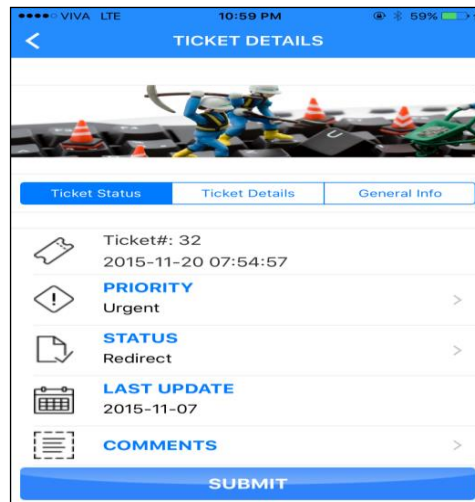 VIVA LTE 10:59 PM 59%
TICKET DETAILS
U
Ticket Status Ticket Details General Info
Ticket#: 32
2015-11-20 07:54:57
PRIORITY
Urgent
STATUS
Redirect
LAST UPDATE
2015-11-07
COMMENTS
SUBMIT